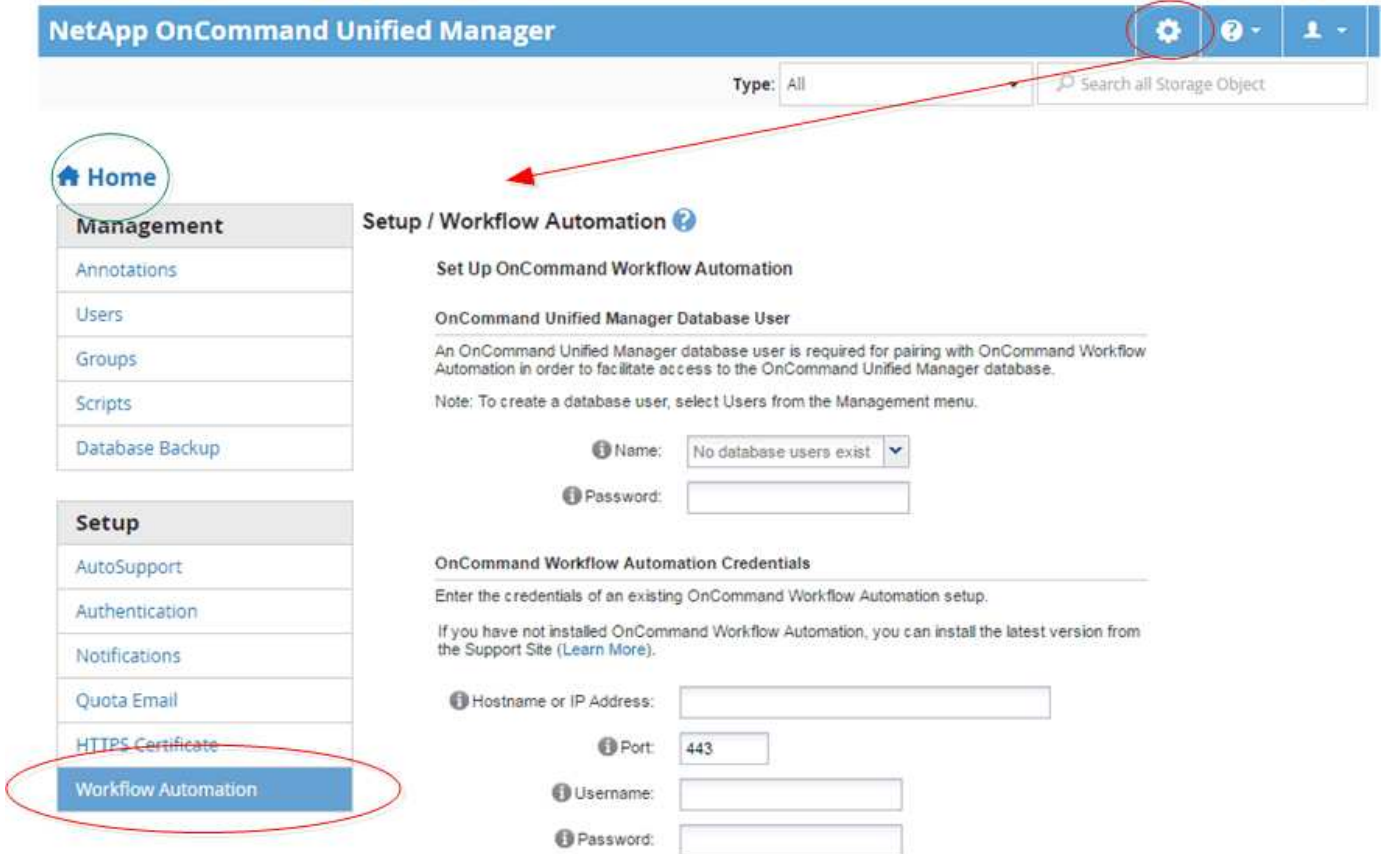 NetApp OnCommand Unified Manager
Type: All
Search all Storage Object
Home
Management
Annotations
Users
Groups
Scripts
Database Backup
Setup
AutoSupport
Authentication
Notifications
Quota Email
HTTPS Certificate
Workflow Automation
Setup / Workflow Automation
Set Up OnCommand Workflow Automation
OnCommand Unified Manager Database User
An OnCommand Unified Manager database user is required for pairing with OnCommand Workflow
Automation in order to facilitate access to the OnCommand Unified Manager database.
Note: To create a database user, select Users from the Management menu.
Name: No database users exist
Password:
OnCommand Workflow Automation Credentials
Enter the credentials of an existing OnCommand Workflow Automation setup.
If you have not installed OnCommand Workflow Automation, you can install the latest version from
the Support Site (Learn More).
Hostname or IP Address:
Port: 443
Username:
Password: